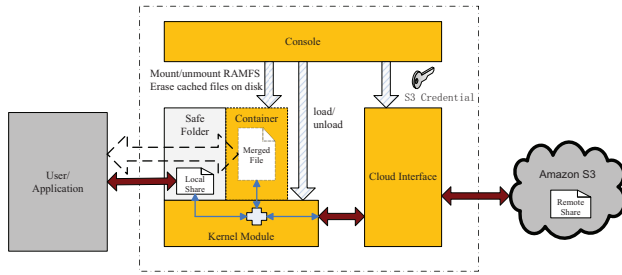 Console
Mount/unmount RAMFS
Erase cached files on disk
S3 Credential
load/
unload
Safe
Folder
Container
Merged
File
User/
Application
Local
Share
Cloud Interface
Amazon S3
Remote
Share
Kernel Module